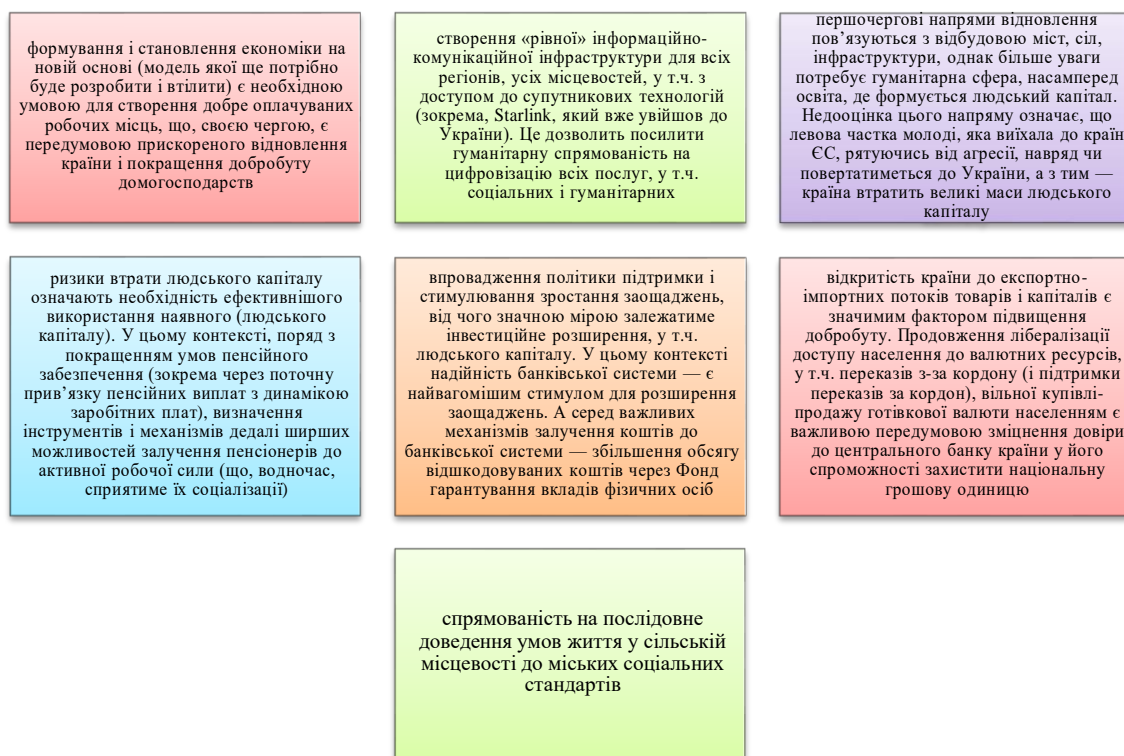 формування і становлення економіки на
новій основі (модель якої ще потрібно
буде розробити і втілити) є необхідною
умовою для створення добре оплачуваних
робочих місць, що, своєю чергою, є
передумовою прискореного відновлення
країни і покращення добробуту
домогосподарств
створення «рівної» інформаційно-
комунікаційної інфраструктури для всіх
регіонів, усіх місцевостей, у т.ч. з
доступом до супутникових технологій
(зокрема, Starlink, який вже увійшов до
України). Це дозволить посилити
гуманітарну спрямованість на
цифровізацію всіх послуг, у т.ч.
соціальних і гуманітарних
першочергові напрями відновлення
пов’язуються з відбудовою міст, сіл,
інфраструктури, однак більше уваги
потребує гуманітарна сфера, насамперед
освіта, де формується людський капітал.
Недооцінка цього напряму означає, що
левова частка молоді, яка виїхала до країн
ЄС, рятуючись від агресії, навряд чи
повертатиметься до України, а з тим —
країна втратить великі маси людського
капіталу
ризики втрати людського капіталу
означають необхідність ефективнішого
використання наявного (людського
капіталу). У цьому контексті, поряд з
покращенням умов пенсійного
забезпечення (зокрема через поточну
прив’язку пенсійних виплат з динамікою
заробітних плат), визначення
інструментів і механізмів дедалі ширших
можливостей залучення пенсіонерів до
активної робочої сили (що, водночас,
сприятиме їх соціалізації)
впровадження політики підтримки і
стимулювання зростання заощаджень,
від чого значною мірою залежатиме
інвестиційне розширення, у т.ч.
людського капіталу. У цьому контексті
надійність банківської системи — є
найвагомішим стимулом для розширення
заощаджень. А серед важливих
механізмів залучення коштів до
банківської системи — збільшення обсягу
відшкодовуваних коштів через Фонд
гарантування вкладів фізичних осіб
відкритість країни до експортно-
імпортних потоків товарів і капіталів є
значимим фактором підвищення
добробуту. Продовження лібералізації
доступу населення до валютних ресурсів,
у т.ч. переказів з-за кордону (і підтримки
переказів за кордон), вільної купівлі-
продажу готівкової валюти населенням є
важливою передумовою зміцнення довіри
до центрального банку країни у його
спроможності захистити національну
грошову одиницю
спрямованість на послідовне
доведення умов життя у сільській
місцевості до міських соціальних
стандартів